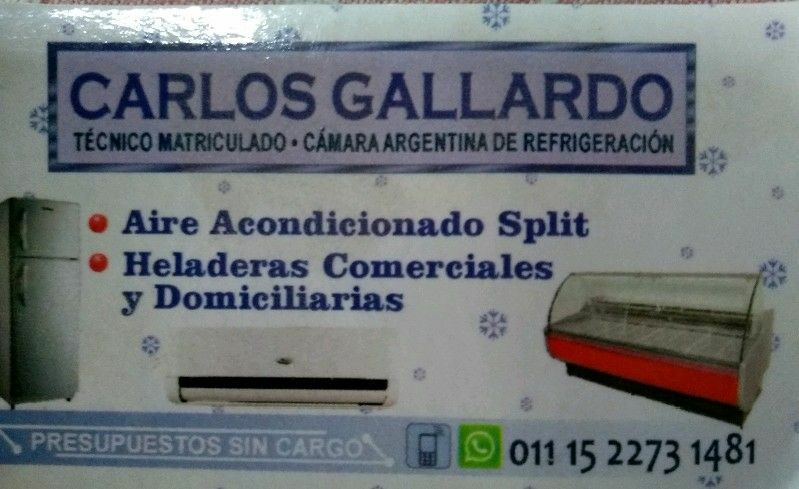 CARLOS GALLARDO
TÉCNICO MATRICULADO • CÁMARA ARGENTINA DE REFRIGERACIÓN
• Aire Acondicionado Split
• Heladeras Comerciales
y Domiciliarias
PRESUPUESTOS SIN CARGO
011 15 2273 1481